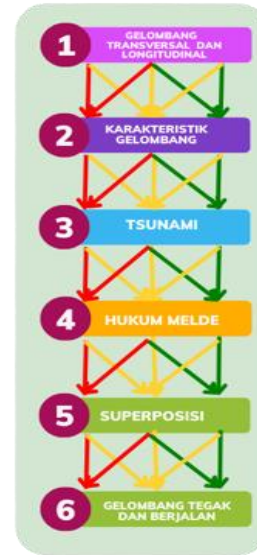 1
GELOMBANG
TRANSVERSAL DAN
LONGITUDINAL
2
KARAKTERISTIK
GELOMBANG
3
TSUNAMI
4
HUKUM MELDE
5
SUPERPOSISI
6
GELOMBANG TEGAK
DAN BERJALAN